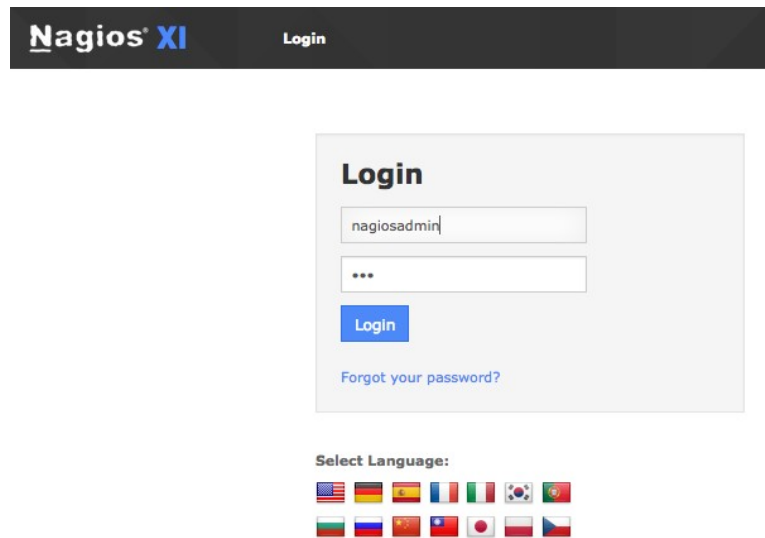 Nagios® XI Login
Login
nagiosadmin
•••
Login
Forgot your password?
Select Language: